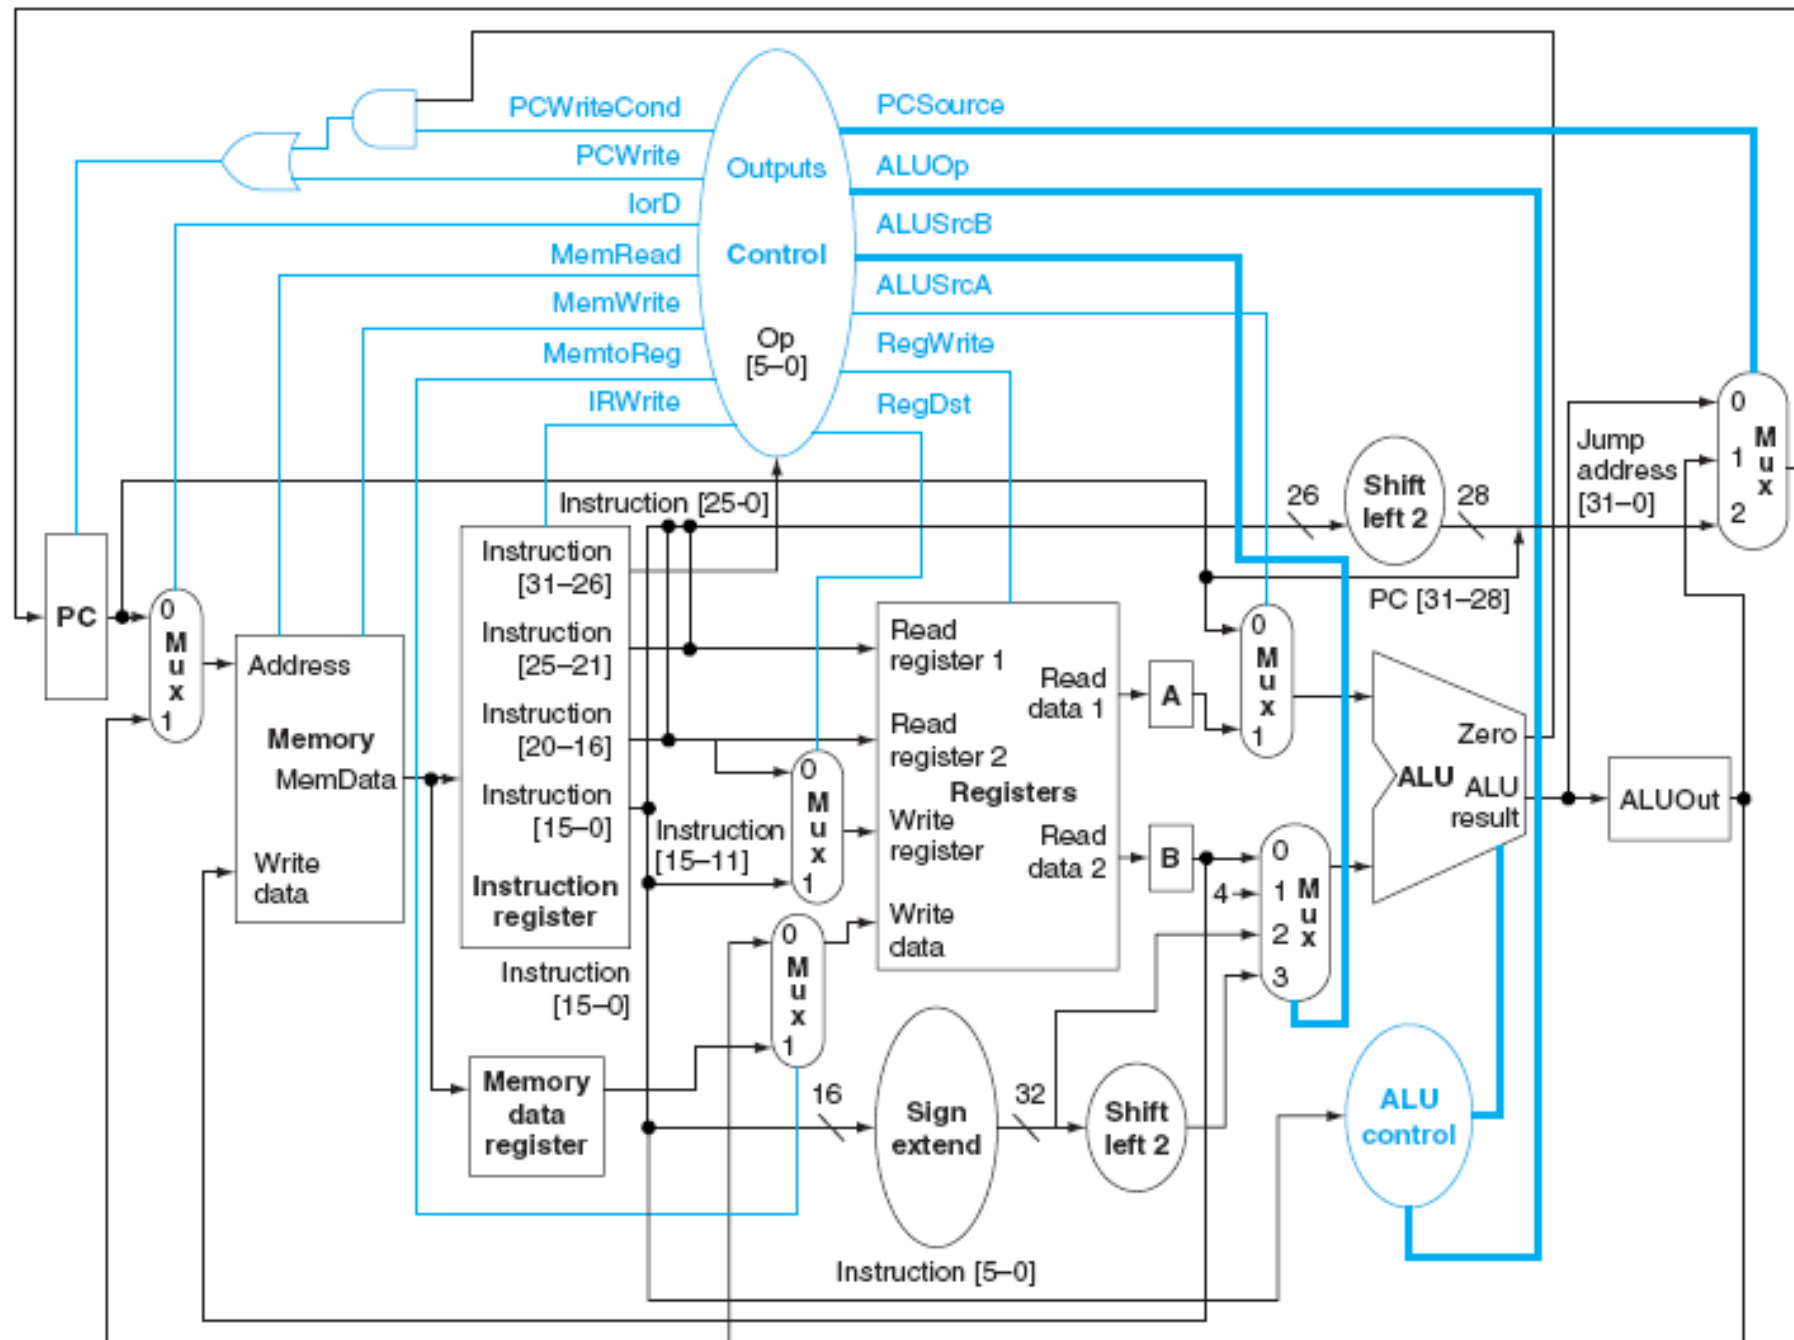 PCWriteCond
PCWrite
IorD
MemRead
MemWrite
MemtoReg
IRWrite
Outputs
Control
Op
[5–0]
PCSource
ALUOp
ALUSrcB
ALUSrcA
RegWrite
RegDst
PC
0
M
u
x
1
Address
Memory
MemData
Write
data
Instruction [25-0]
Instruction
[31–26]
Instruction
[25–21]
Instruction
[20–16]
Instruction
[15–0]
Instruction
register
Instruction
[15–0]
Memory
data
register
Instruction
[15–11]
0
M
u
x
1
0
M
u
x
1
Read
register 1
Read
register 2
Registers
Write
register
Write
data
Read
data 1
Read
data 2
A
B
16
Sign
extend
32
Shift
left 2
Instruction [5–0]
0
M
u
x
1
4
0
1
2
3
M
u
x
26
Shift
left 2
28
Jump
address
[31–0]
PC [31–28]
Zero
ALU
ALU
result
ALUOut
ALU
control
0
1
2
M
u
x